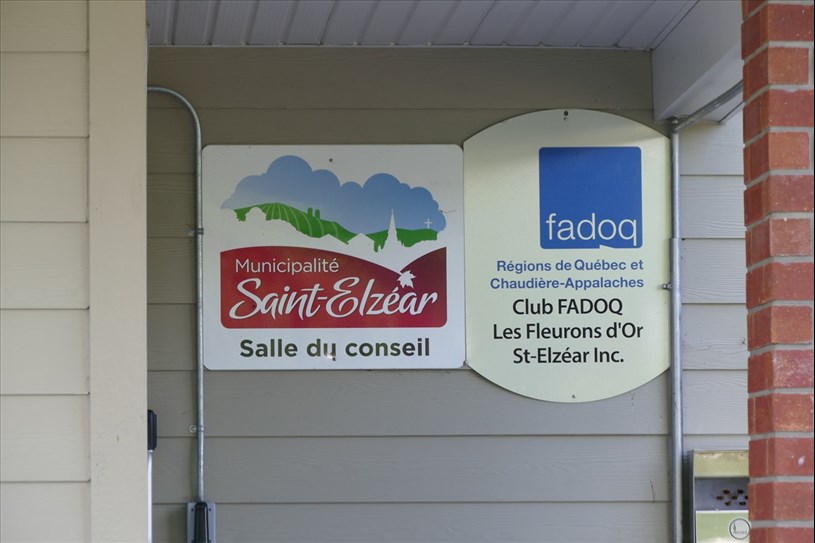 Municipalité
Saint-Elzéar
Salle du conseil
fadoq
Régions de Québec et
Chaudière-Appalaches
Club FADOQ
Les Fleurons d'Or
St-Elzéar Inc.